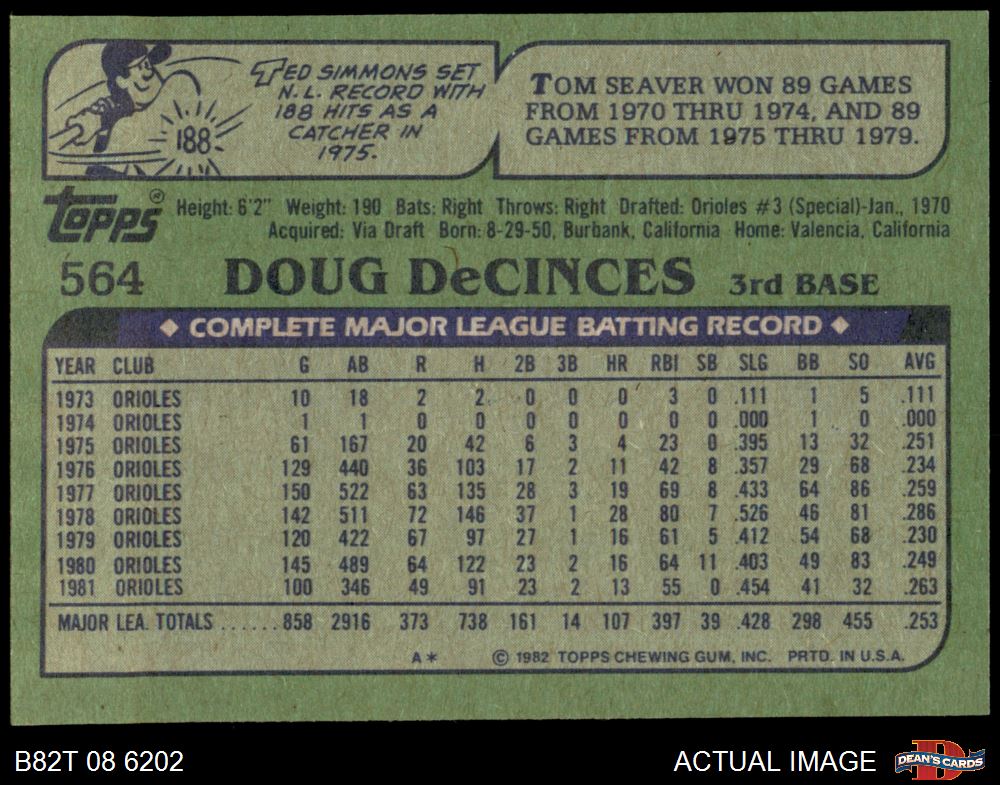 TED SIMMONS SET
N.L. RECORD WITH
188 HITS AS A
CATCHER IN
1975.
188
TOM SEAVER WON 89 GAMES
FROM 1970 THRU 1974, AND 89
GAMES FROM 1975 THRU 1979.
TOPPS®
Height: 6'2" Weight: 190 Bats: Right Throws: Right Drafted: Orioles #3 (Special)-Jan., 1970
Acquired: Via Draft Born: 8-29-50, Burbank, California Home: Valencia, California
564 DOUG DeCINCES 3rd BASE
◆ COMPLETE MAJOR LEAGUE BATTING RECORD ◆
YEAR CLUB G AB R H 2B 3B HR RBI SB SLG BB SO AVG
1973 ORIOLES 10 18 2 2 0 0 0 3 0 .111 1 5 .111
1974 ORIOLES 1 1 0 0 0 0 0 0 0 .000 1 0 .000
1975 ORIOLES 61 167 20 42 6 3 4 23 0 .395 13 32 .251
1976 ORIOLES 129 440 36 103 17 2 11 42 8 .357 29 68 .234
1977 ORIOLES 150 522 63 135 28 3 19 69 8 .433 64 86 .259
1978 ORIOLES 142 511 72 146 37 1 28 80 7 .526 46 81 .286
1979 ORIOLES 120 422 67 97 27 1 16 61 5 .412 54 68 .230
1980 ORIOLES 145 489 64 122 23 2 16 64 11 .403 49 83 .249
1981 ORIOLES 100 346 49 91 23 2 13 55 0 .454 41 32 .263
MAJOR LEA. TOTALS ......858 2916 373 738 161 14 107 397 39 .428 298 455 .253
A* © 1982 TOPPS CHEWING GUM, INC. PRTD. IN U.S.A.
B82T 08 6202 ACTUAL IMAGE D DEAN'S CARDS